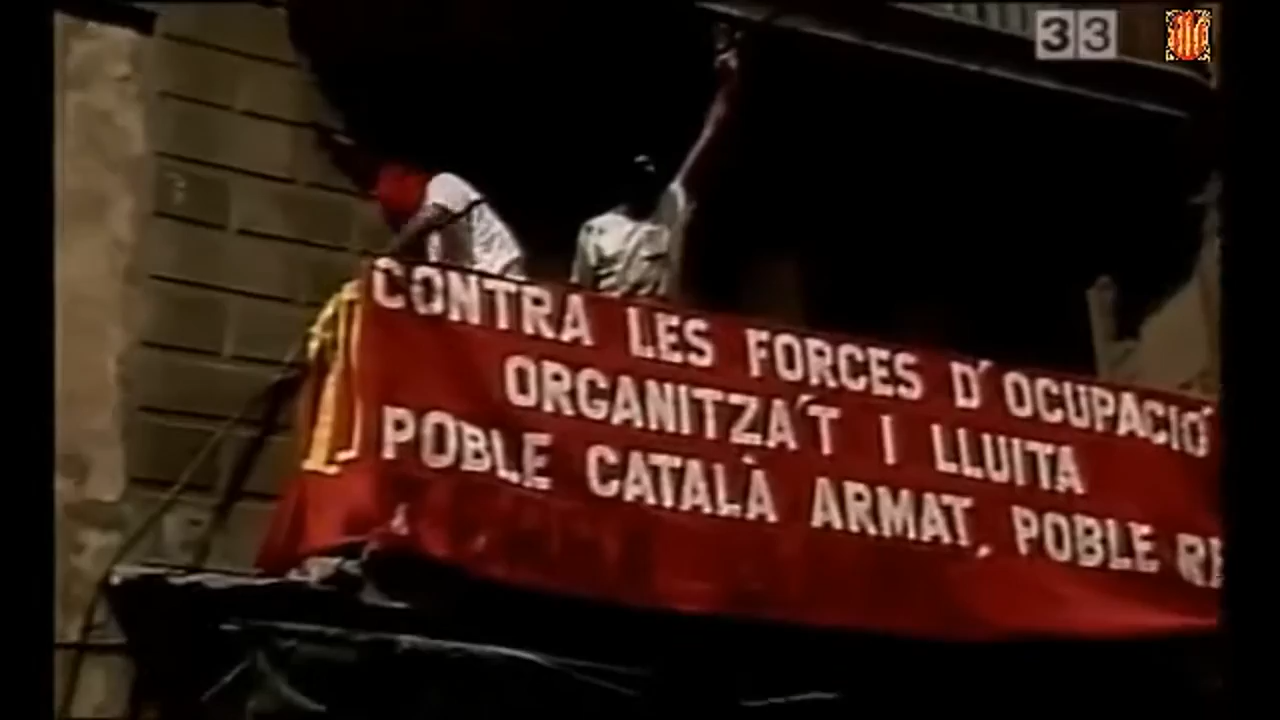 33
CONTRA LES FORCES D'OCUPACIÓ
ORGANITZA'T I LLUITA
POBLE CATALÀ ARMAT, POBLE